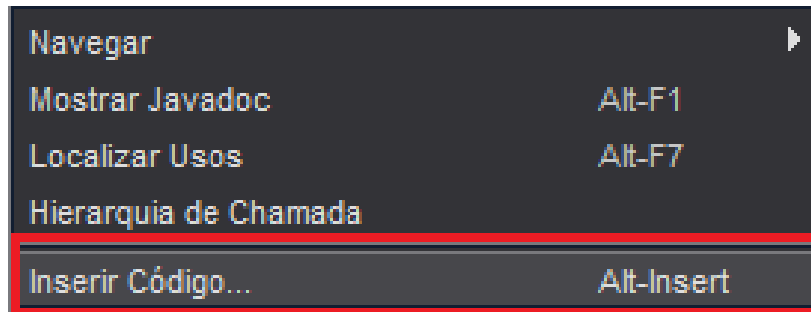 Navegar
Mostrar Javadoc Alt-F1
Localizar Usos Alt-F7
Hierarquia de Chamada
Inserir Código... Alt-Insert